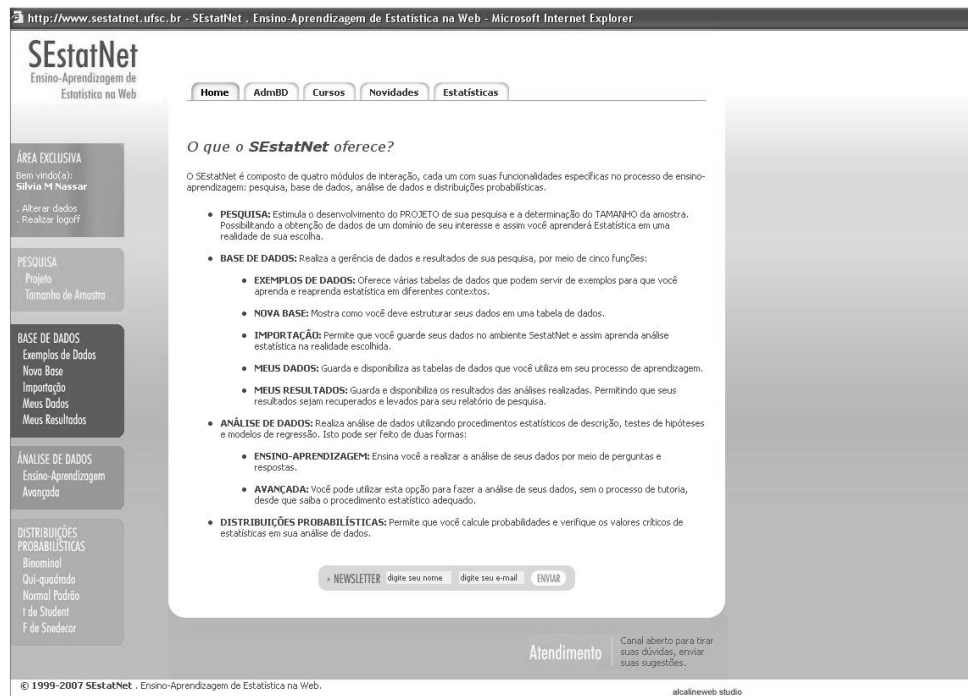 http://www.sestatnet.ufsc.br - SEstatNet . Ensino-Aprendizagem de Estatística na Web - Microsoft Internet Explorer
SEstatNet
Ensino-Aprendizagem de
Estatística na Web
Home
AdmBD
Cursos
Novidades
Estatísticas
ÁREA EXCLUSIVA
Bem vindo(a):
Silvia M Nassar
. Alterar dados
. Realizar logoff
PESQUISA
Projeto
Tamanho de Amostra
BASE DE DADOS
Exemplos de Dados
Nova Base
Importação
Meus Dados
Meus Resultados
ÁNALISE DE DADOS
Ensino-Aprendizagem
Avançada
DISTRIBUIÇÕES
PROBABILÍSTICAS
Binominal
Qui-quadrado
Normal Padrão
t de Student
F de Snedecor
O que o SEstatNet oferece?
O SEstatNet é composto de quatro módulos de interação, cada um com suas funcionalidades específicas no processo de ensino-
aprendizagem: pesquisa, base de dados, análise de dados e distribuições probabilísticas.
• PESQUISA: Estimula o desenvolvimento do PROJETO de sua pesquisa e a determinação do TAMANHO da amostra.
Possibilitando a obtenção de dados de um domínio de seu interesse e assim você aprenderá Estatística em uma
realidade de sua escolha.
• BASE DE DADOS: Realiza a gerência de dados e resultados de sua pesquisa, por meio de cinco funções:
• EXEMPLOS DE DADOS: Oferece várias tabelas de dados que podem servir de exemplos para que você
aprenda e reaprenda estatística em diferentes contextos.
• NOVA BASE: Mostra como você deve estruturar seus dados em uma tabela de dados.
• IMPORTAÇÃO: Permite que você guarde seus dados no ambiente SestatNet e assim aprenda análise
estatística na realidade escolhida.
• MEUS DADOS: Guarda e disponibiliza as tabelas de dados que você utiliza em seu processo de aprendizagem.
• MEUS RESULTADOS: Guarda e disponibiliza os resultados das análises realizadas. Permitindo que seus
resultados sejam recuperados e levados para seu relatório de pesquisa.
• ANÁLISE DE DADOS: Realiza análise de dados utilizando procedimentos estatísticos de descrição, testes de hipóteses
e modelos de regressão. Isto pode ser feito de duas formas:
• ENSINO-APRENDIZAGEM: Ensina você a realizar a análise de seus dados por meio de perguntas e
respostas.
• AVANÇADA: Você pode utilizar esta opção para fazer a análise de seus dados, sem o processo de tutoria,
desde que saiba o procedimento estatístico adequado.
• DISTRIBUIÇÕES PROBABILÍSTICAS: Permite que você calcule probabilidades e verifique os valores críticos de
estatísticas em sua análise de dados.
NEWSLETTER digite seu nome digite seu e-mail ENVIAR
Atendimento
Canal aberto para tirar
suas dúvidas, enviar
suas sugestões.
© 1999-2007 SEstatNet . Ensino-Aprendizagem de Estatística na Web.
alcalineweb studio